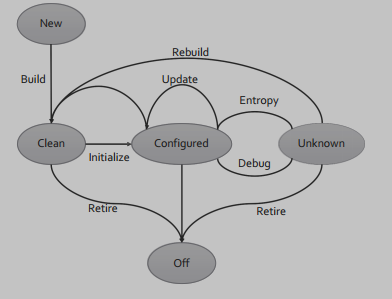 New
Rebuild
Build
Update
Entropy
Clean
Configured
Unknown
Initialize
Debug
Retire
Retire
Off